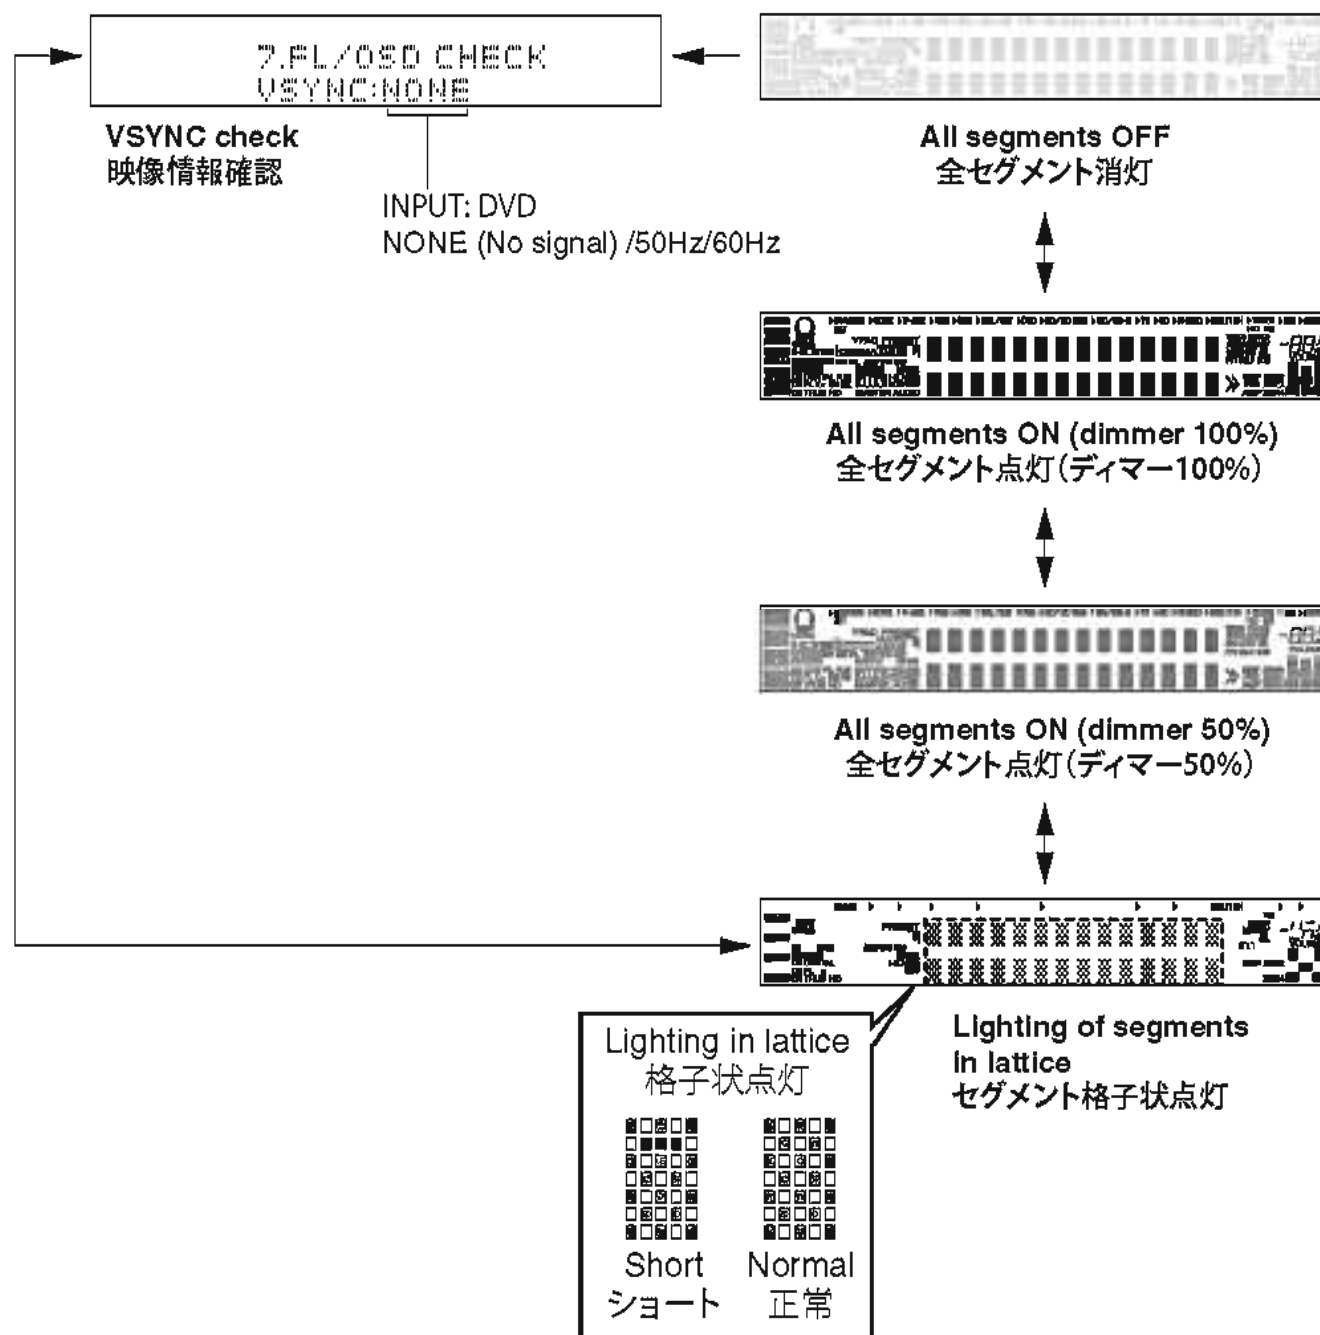 7.FL/OSD CHECK
VSYNC:NONE
VSYNC check
映像情報確認
INPUT: DVD
NONE (No signal) /50Hz/60Hz
All segments OFF
全セグメント消灯
All segments ON (dimmer 100%)
全セグメント点灯（ディマー100%）
All segments ON (dimmer 50%)
全セグメント点灯（ディマー50%）
Lighting of segments
in lattice
セグメント格子状点灯
Lighting in lattice
格子状点灯
Short
ショート
Normal
正常